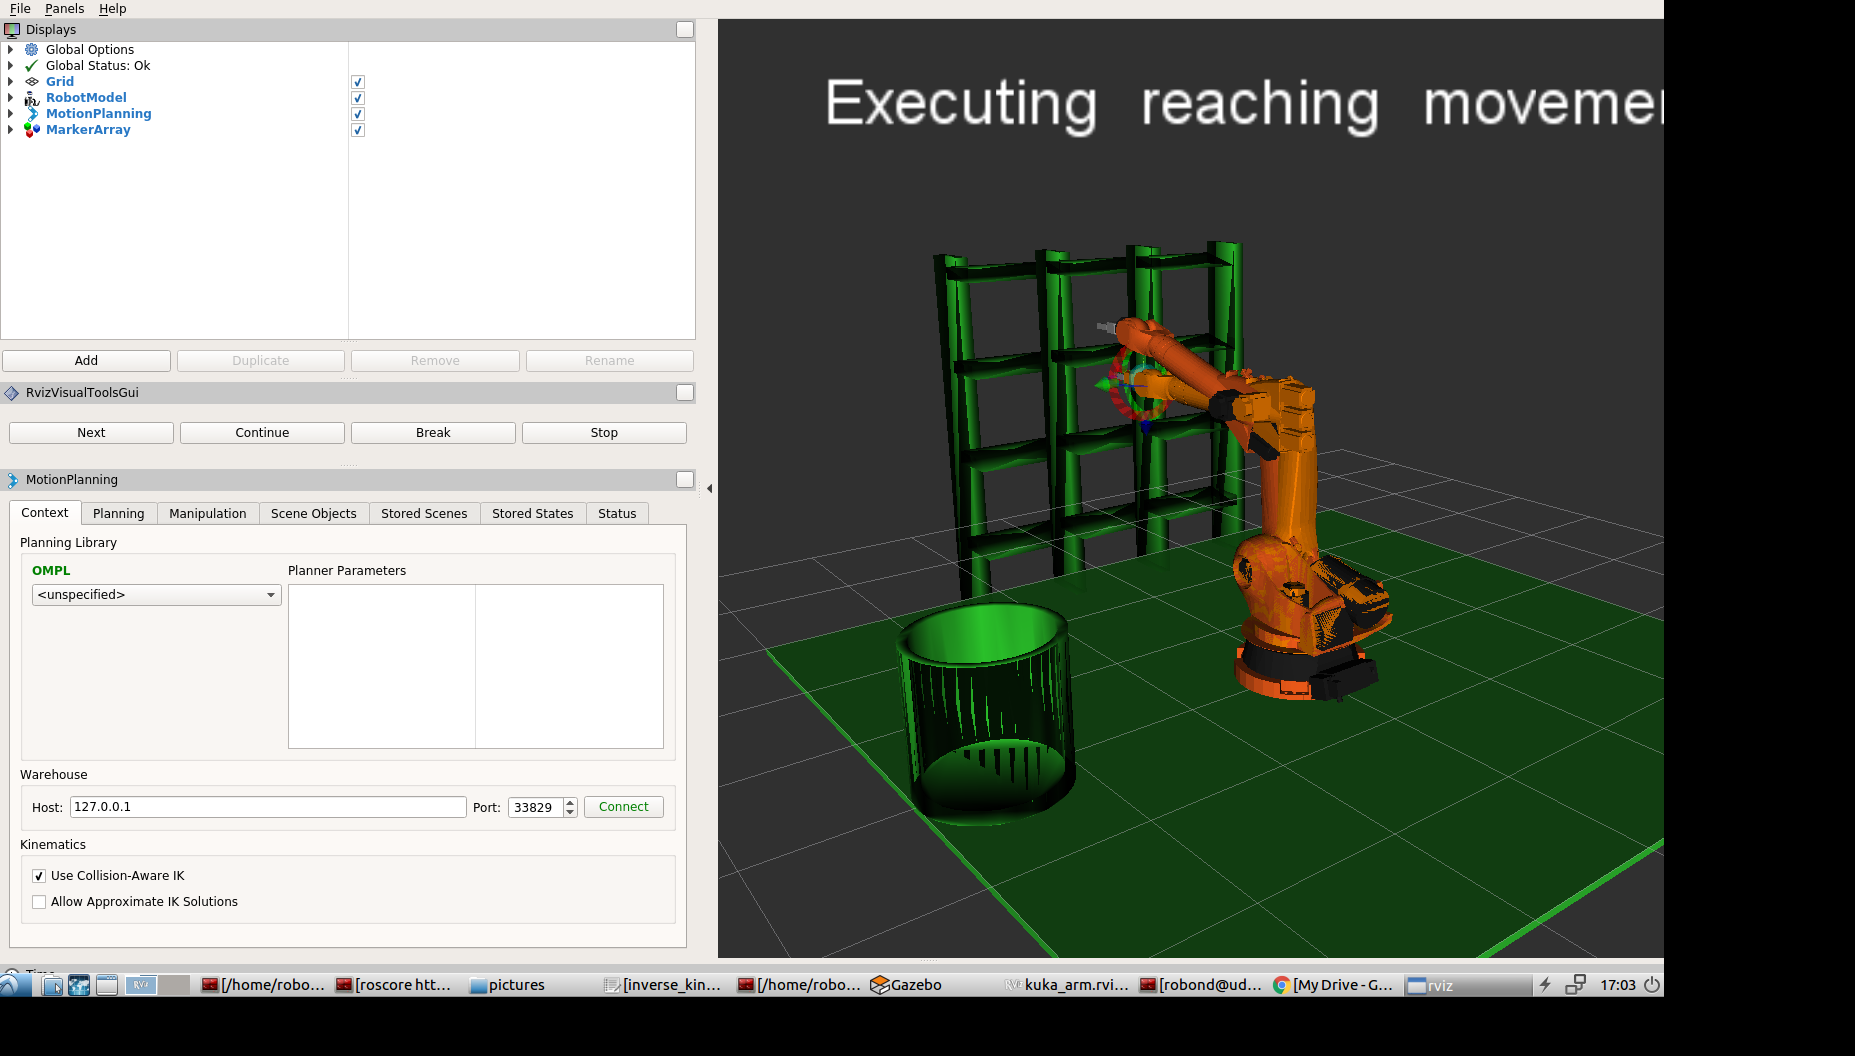 File Panels Help
Displays
Global Options
Global Status: Ok
Grid
RobotModel
MotionPlanning
MarkerArray
Add Duplicate Remove Rename
RvizVisualToolsGui
Next Continue Break Stop
MotionPlanning
Context Planning Manipulation Scene Objects Stored Scenes Stored States Status
Planning Library
OMPL Planner Parameters
<unspecified>
Warehouse
Host: 127.0.0.1 Port: 33829 Connect
Kinematics
Use Collision-Aware IK
Allow Approximate IK Solutions
Executing reaching movemen
RViz [/home/robo... [roscore htt... pictures [inverse_kin... [/home/robo... Gazebo kuka_arm.rvi... [robond@ud... [My Drive - G... rviz 17:03